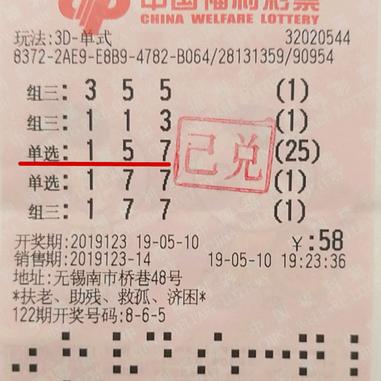 中国福利彩票
CHINA WELFARE LOTTERY
玩法:3D-单式 32020544
8372-2AE9-E8B9-4782-B064/28131359/90954
组三: 3 5 5 (1)
组三: 1 1 3 (1)
单选: 1 5 7 (25)
单选: 1 7 7 (1)
组三: 1 7 7 (1)
己兑
开奖期:2019123 19-05-10 ¥:58
销售期:2019123-14 19-05-10 19:23:36
地址:无锡南市桥巷48号
*扶老、助残、救孤、济困*
122期开奖号码:8-6-5